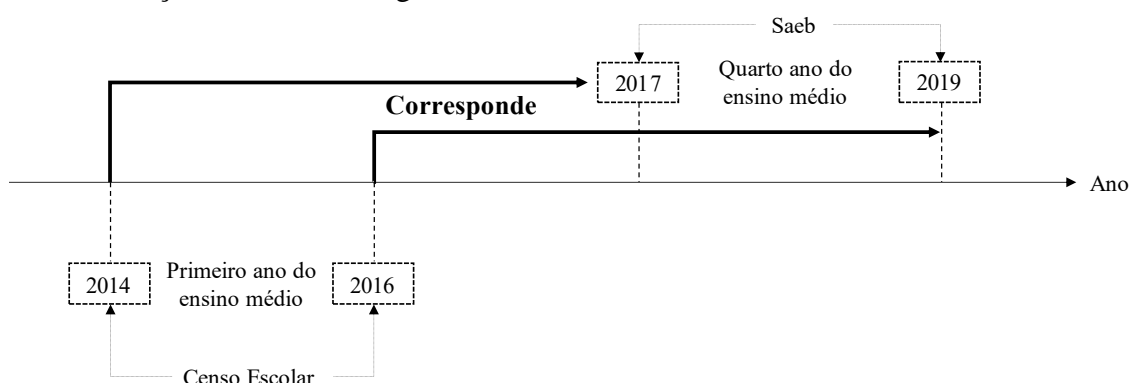 Saeb
2017
Quarto ano do
ensino médio
2019
Corresponde
Ano
2014
Primeiro ano do
ensino médio
2016
Censo Escolar